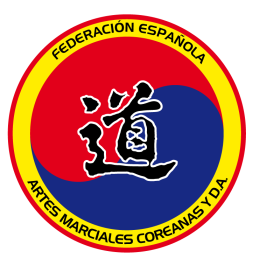 FEDERACIÓN ESPAÑOLA
道
ARTES MARCIALES COREANAS Y D.A.